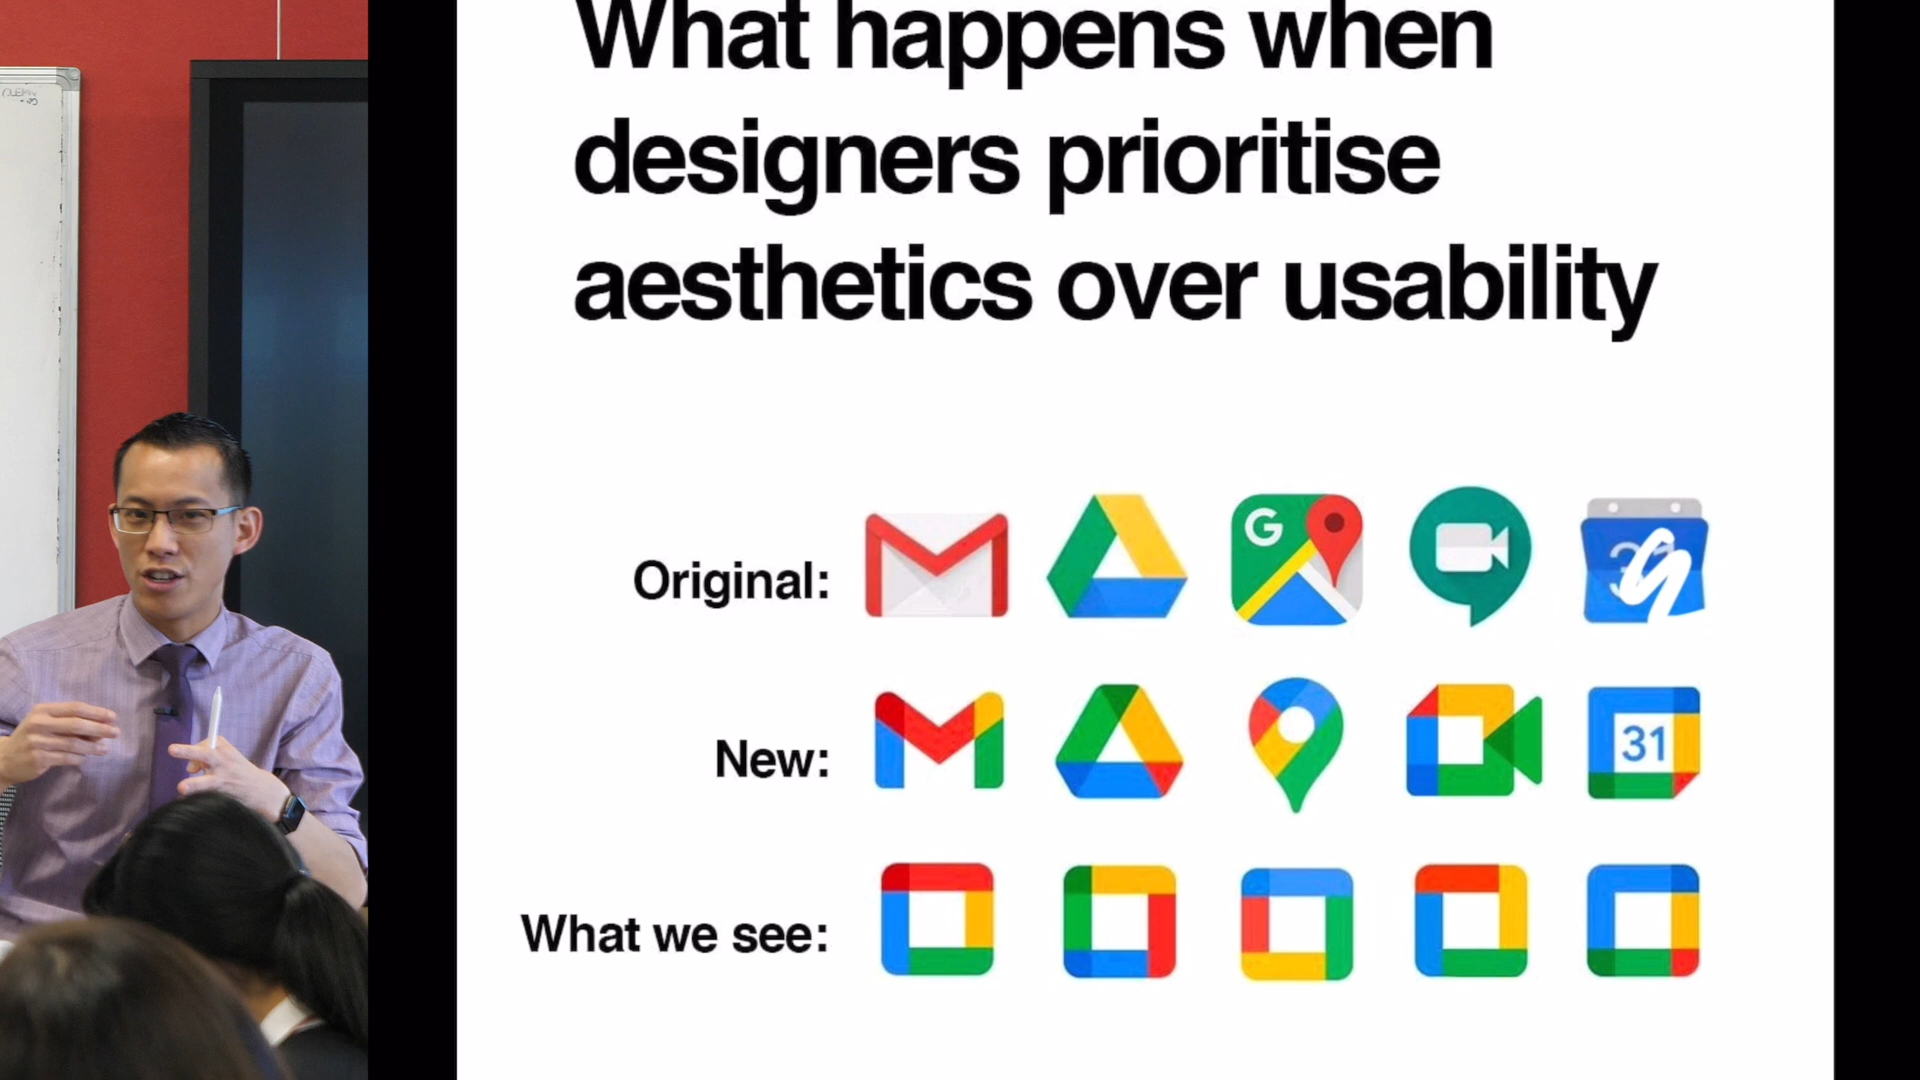 What happens when
designers prioritise
aesthetics over usability
Original:
G
New:
31
What we see: